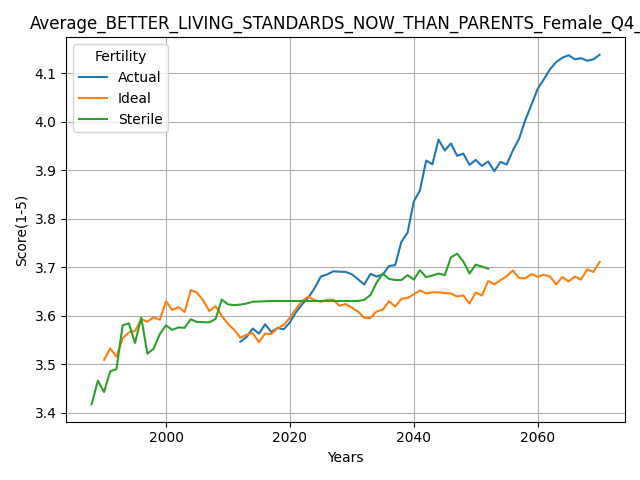 Average_BETTER_LIVING_STANDARDS_NOW_THAN_PARENTS_Female_Q4_
Fertility
Actual
Ideal
Sterile
Score(1-5)
4.1
4.0
3.9
3.8
3.7
3.6
3.5
3.4
2000
2020
2040
2060
Years